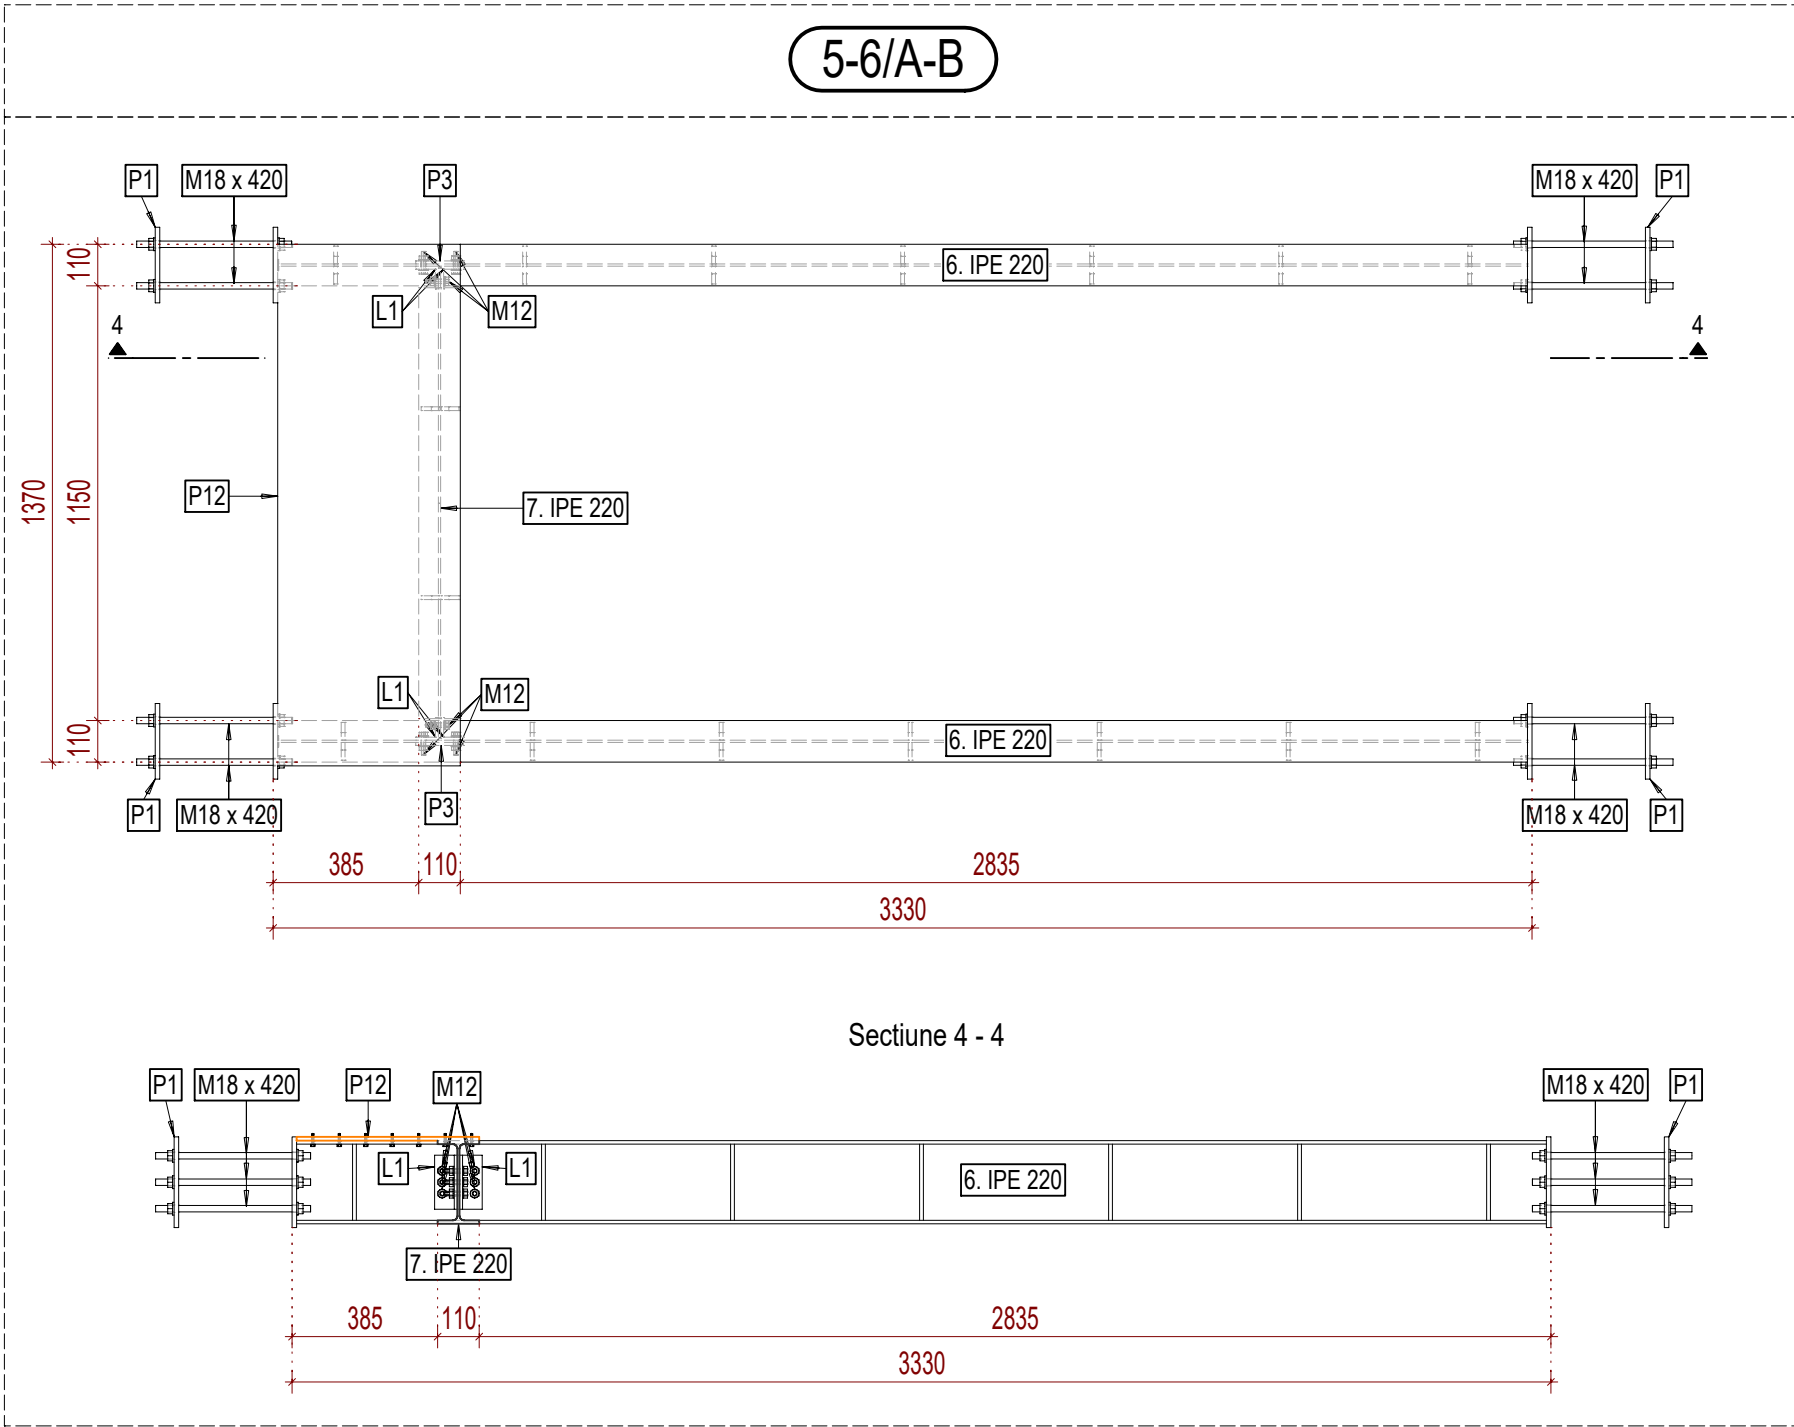 5-6/A-B
P1
M18 x 420
P3
M18 x 420
P1
110
6. IPE 220
L1
M12
4
4
1370
1150
P12
7. IPE 220
L1
M12
110
6. IPE 220
P1
M18 x 420
P3
M18 x 420
P1
385
110
2835
3330
Sectiune 4 - 4
P1
M18 x 420
P12
M12
M18 x 420
P1
L1
L1
6. IPE 220
7. IPE 220
385
110
2835
3330